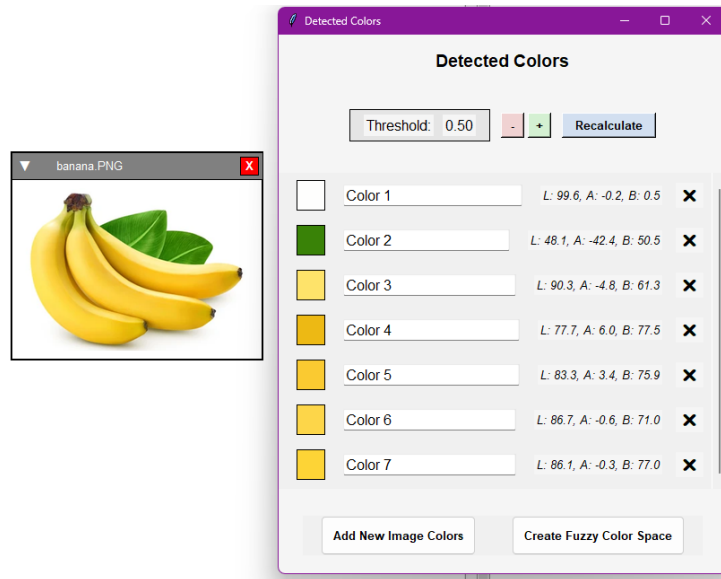 Detected Colors
Detected Colors
Threshold: 0.50 - + Recalculate
banana.PNG X
Color 1 L: 99.6, A: -0.2, B: 0.5
Color 2 L: 48.1, A: -42.4, B: 50.5
Color 3 L: 90.3, A: -4.8, B: 61.3
Color 4 L: 77.7, A: 6.0, B: 77.5
Color 5 L: 83.3, A: 3.4, B: 75.9
Color 6 L: 86.7, A: -0.6, B: 71.0
Color 7 L: 86.1, A: -0.3, B: 77.0
Add New Image Colors Create Fuzzy Color Space